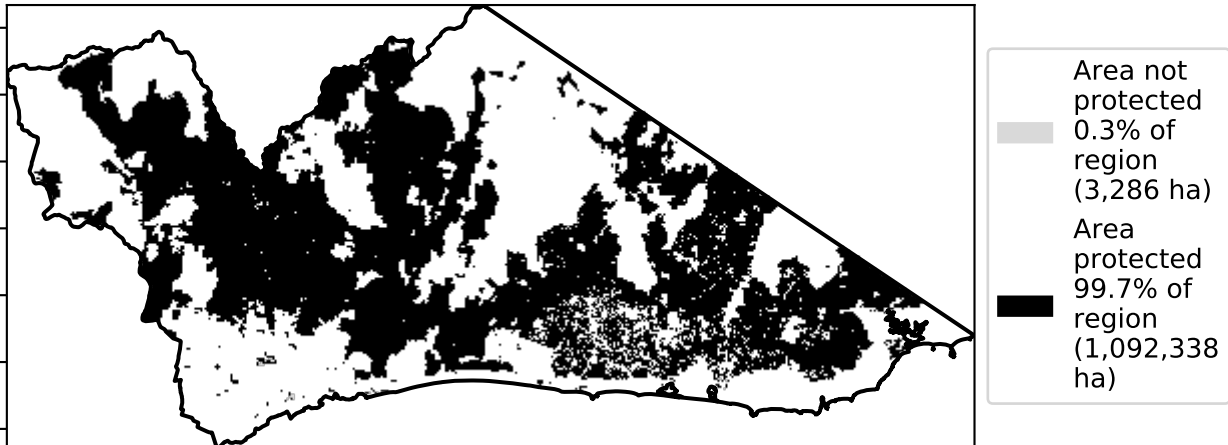 Area not
protected
0.3% of
region
(3,286 ha)
Area
protected
99.7% of
region
(1,092,338
ha)